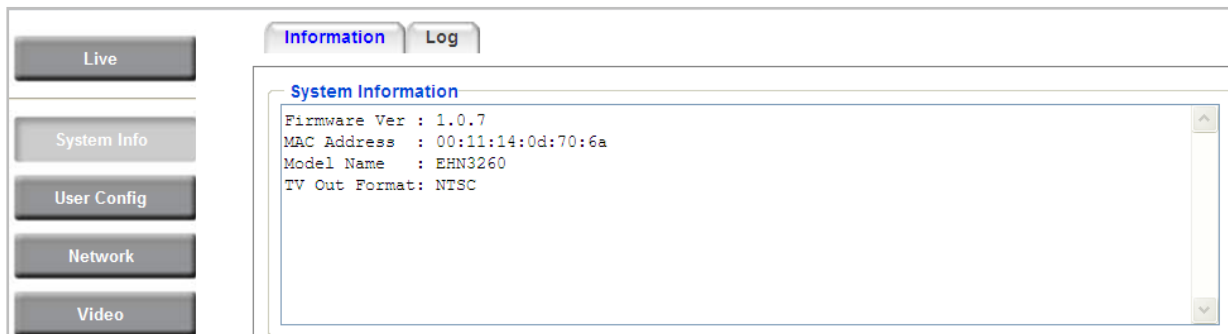 Information
Log
Live
System Information
Firmware Ver : 1.0.7
MAC Address  : 00:11:14:0d:70:6a
Model Name   : EHN3260
TV Out Format: NTSC
System Info
User Config
Network
Video